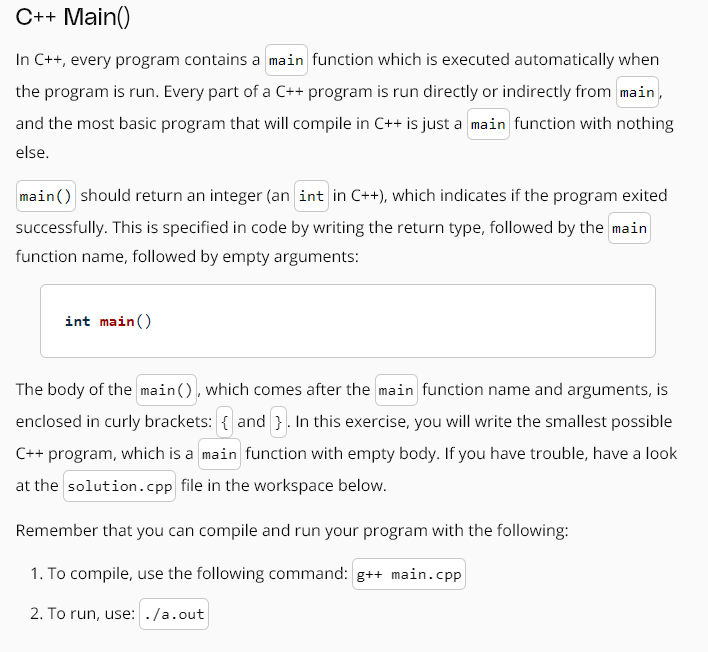 C++ Main()
In C++, every program contains a main function which is executed automatically when
the program is run. Every part of a C++ program is run directly or indirectly from main,
and the most basic program that will compile in C++ is just a main function with nothing
else.
main() should return an integer (an int in C++), which indicates if the program exited
successfully. This is specified in code by writing the return type, followed by the main
function name, followed by empty arguments:
int main()
The body of the main(), which comes after the main function name and arguments, is
enclosed in curly brackets: { and }. In this exercise, you will write the smallest possible
C++ program, which is a main function with empty body. If you have trouble, have a look
at the solution.cpp file in the workspace below.
Remember that you can compile and run your program with the following:
1. To compile, use the following command: g++ main.cpp
2. To run, use: ./a.out